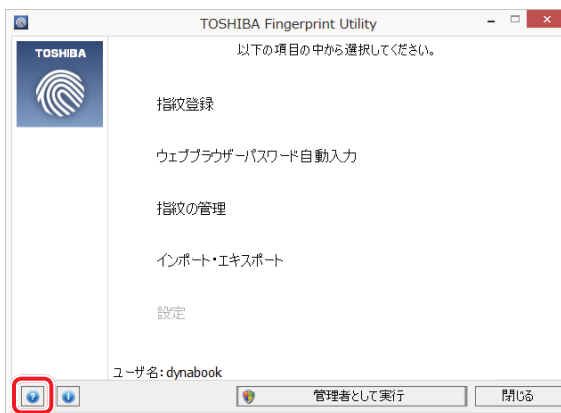 TOSHIBA Fingerprint Utility
TOSHIBA
以下の項目の中から選択してください。
指紋登録
ウェブブラウザーパスワード自動入力
指紋の管理
インポート・エキスポート
設定
ユーザ名:dynabook
管理者として実行
閉じる